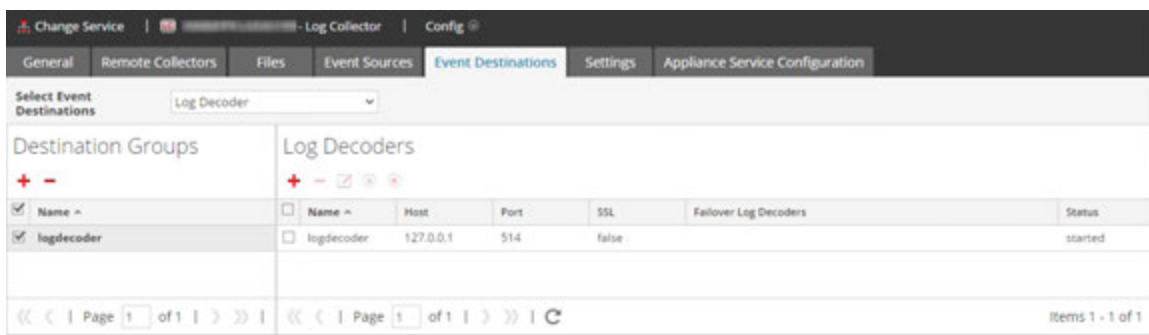 Change Service | - Log Collector | Config
General Remote Collectors Files Event Sources Event Destinations Settings Appliance Service Configuration
Select Event Destinations Log Decoder
Destination Groups
Name
logdecoder
<< < | Page 1 of 1 | > >> |
Log Decoders
Name Host Port SSL Failover Log Decoders Status
logdecoder 127.0.0.1 514 false started
<< < | Page 1 of 1 | > >> | Items 1 - 1 of 1